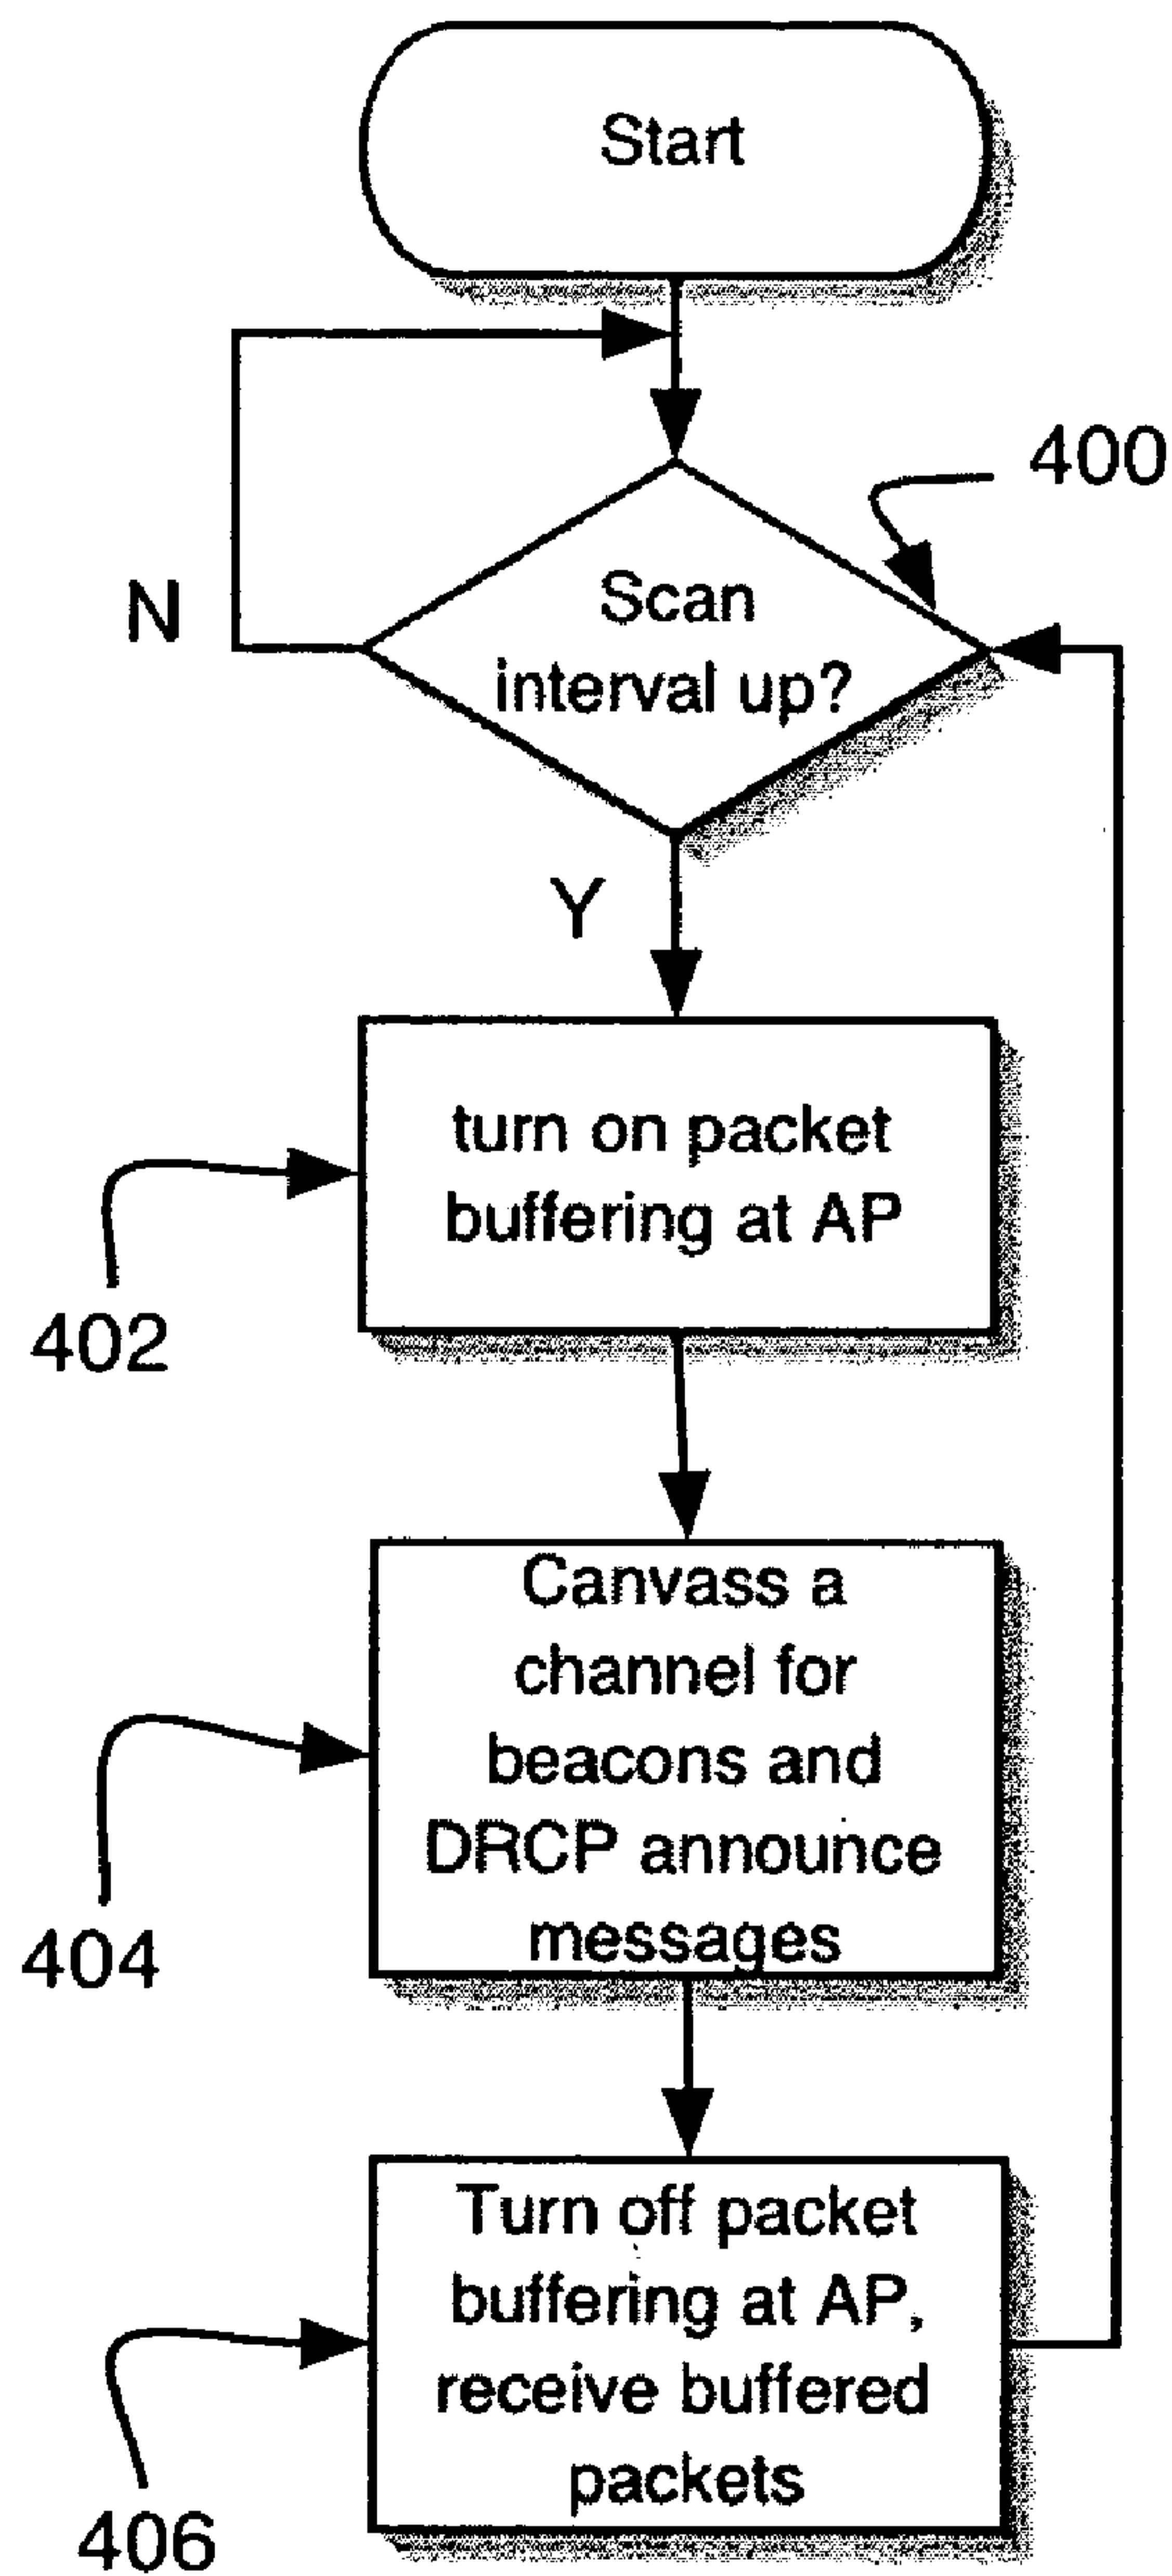 Start
400
Scan
interval up?
N
Y
turn on packet
buffering at AP
402
Canvass a
channel for
beacons and
DRCP announce
messages
404
Turn off packet
buffering at AP,
receive buffered
packets
406